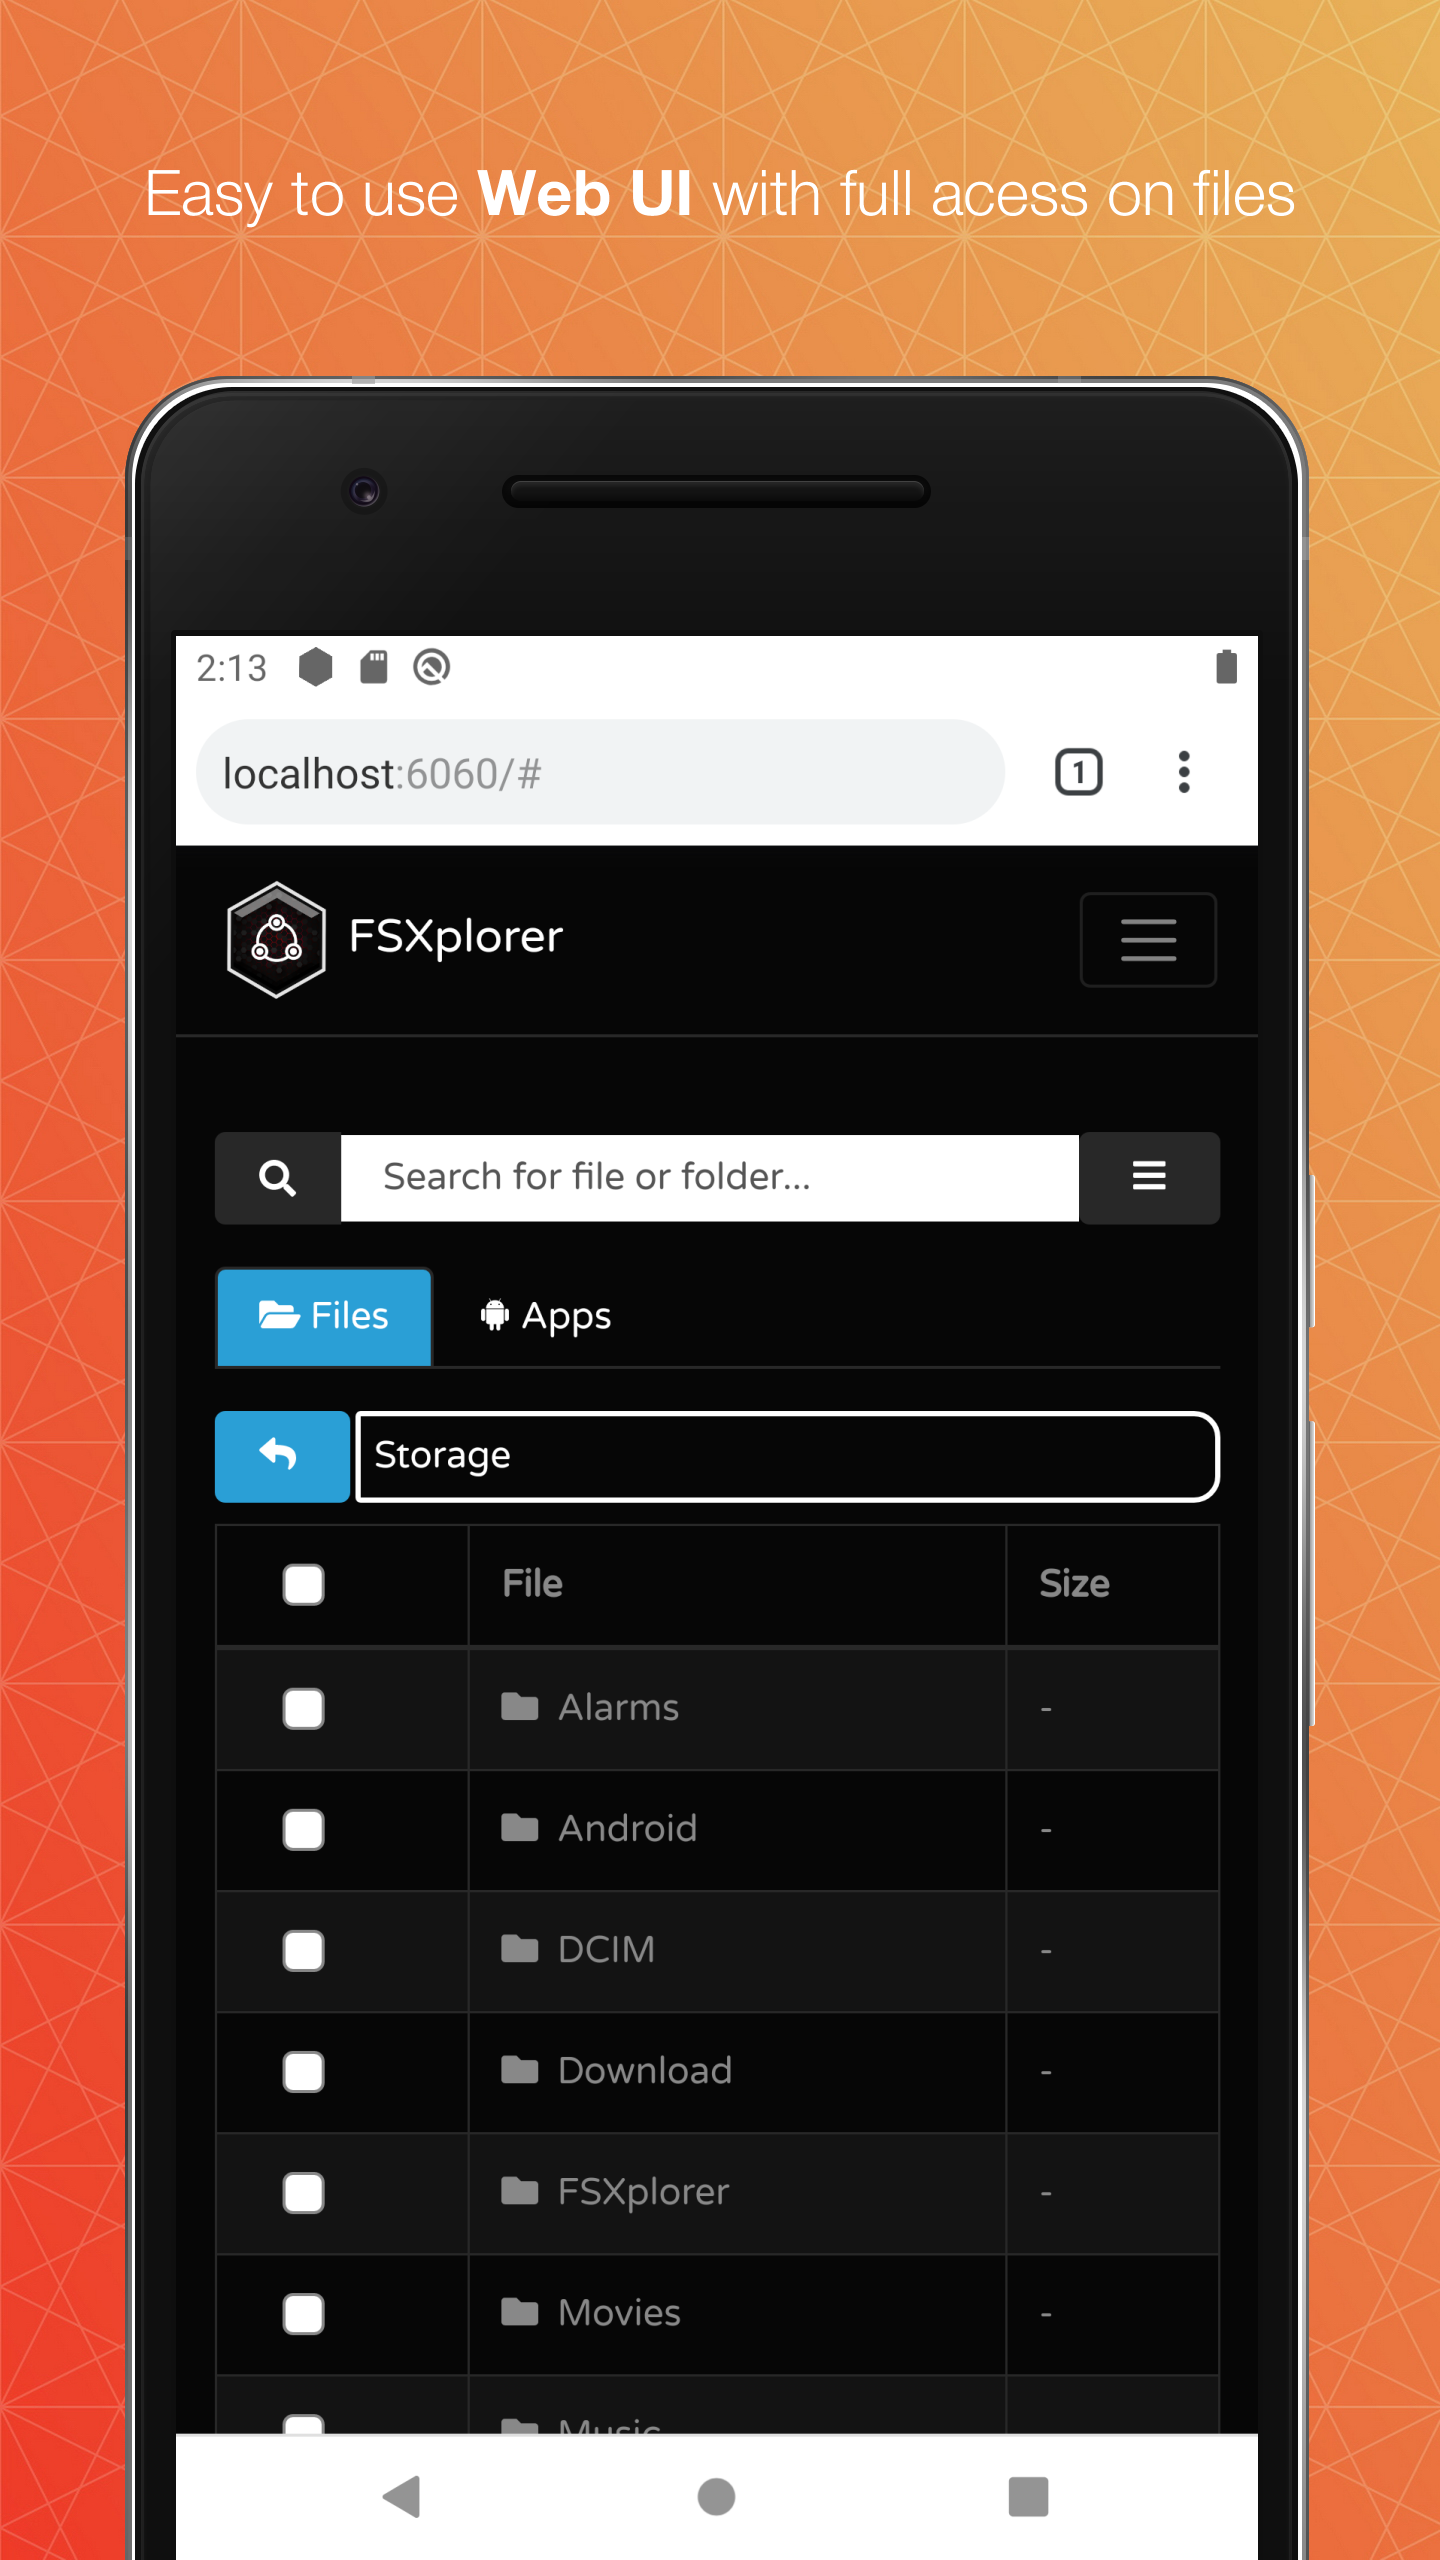 Easy to use Web UI with full acess on files
2:13
localhost:6060/#
1
FSXplorer
Search for file or folder...
Files Apps
Storage
File Size
Alarms -
Android -
DCIM -
Download -
FSXplorer -
Movies -
Music